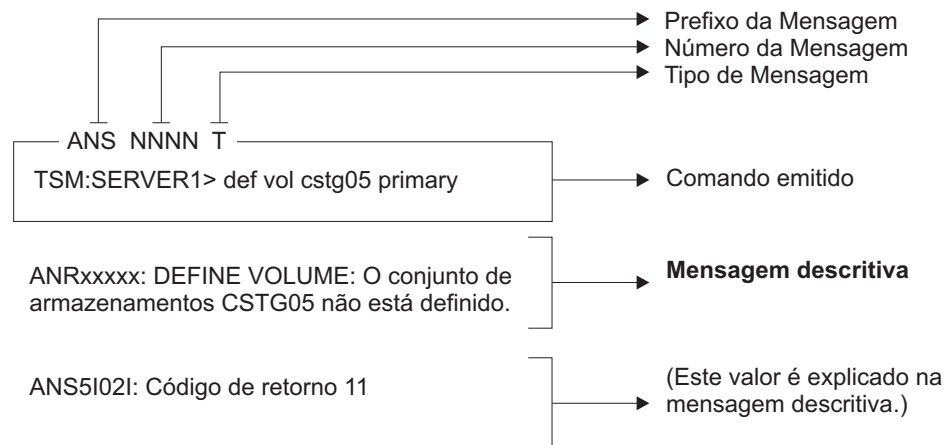 Prefixo da Mensagem
Número da Mensagem
Tipo de Mensagem
ANS NNNN T
TSM:SERVER1> def vol cstg05 primary
Comando emitido
ANRxxxxx: DEFINE VOLUME: O conjunto de
armazenamentos CSTG05 não está definido.
Mensagem descritiva
ANS5I02I: Código de retorno 11
(Este valor é explicado na
mensagem descritiva.)